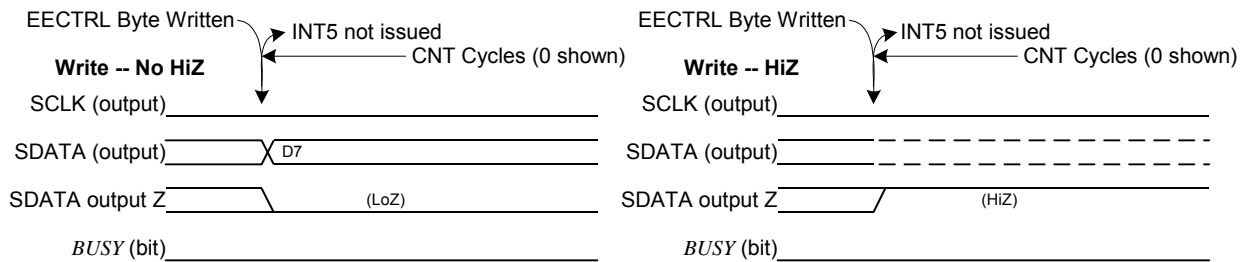 EECTRL Byte Written
INT5 not issued
CNT Cycles (0 shown)
Write -- No HiZ
SCLK (output)
SDATA (output)
D7
SDATA output Z
(LoZ)
BUSY (bit)
EECTRL Byte Written
INT5 not issued
CNT Cycles (0 shown)
Write -- HiZ
SCLK (output)
SDATA (output)
SDATA output Z
(HiZ)
BUSY (bit)